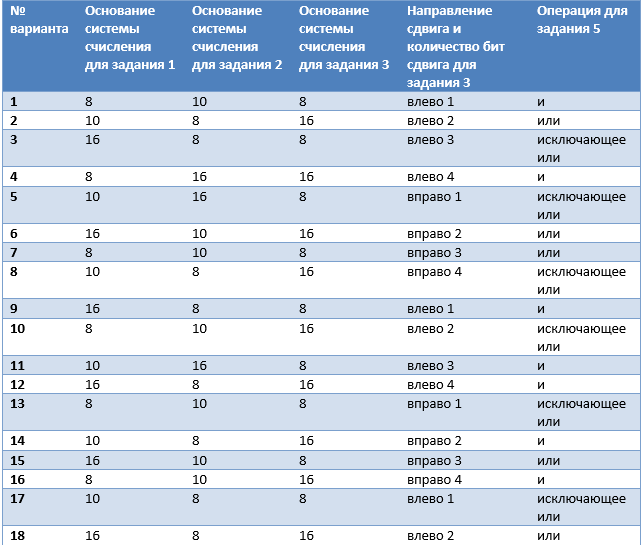 № варианта Основание системы счисления для задания 1 Основание системы счисления для задания 2 Основание системы счисления для задания 3 Направление сдвига и количество бит сдвига для задания 3 Операция для задания 5
1 8 10 8 влево 1 и
2 10 8 16 влево 2 или
3 16 8 8 влево 3 исключающее или
4 8 16 16 влево 4 и
5 10 16 8 вправо 1 исключающее или
6 16 10 16 вправо 2 или
7 8 10 8 вправо 3 или
8 10 8 16 вправо 4 исключающее или
9 16 8 8 влево 1 и
10 8 10 16 влево 2 исключающее или
11 10 16 8 влево 3 и
12 16 8 16 влево 4 и
13 8 10 8 вправо 1 исключающее или
14 10 8 16 вправо 2 и
15 16 10 8 вправо 3 или
16 8 10 16 вправо 4 и
17 10 8 8 влево 1 исключающее или
18 16 8 16 влево 2 или